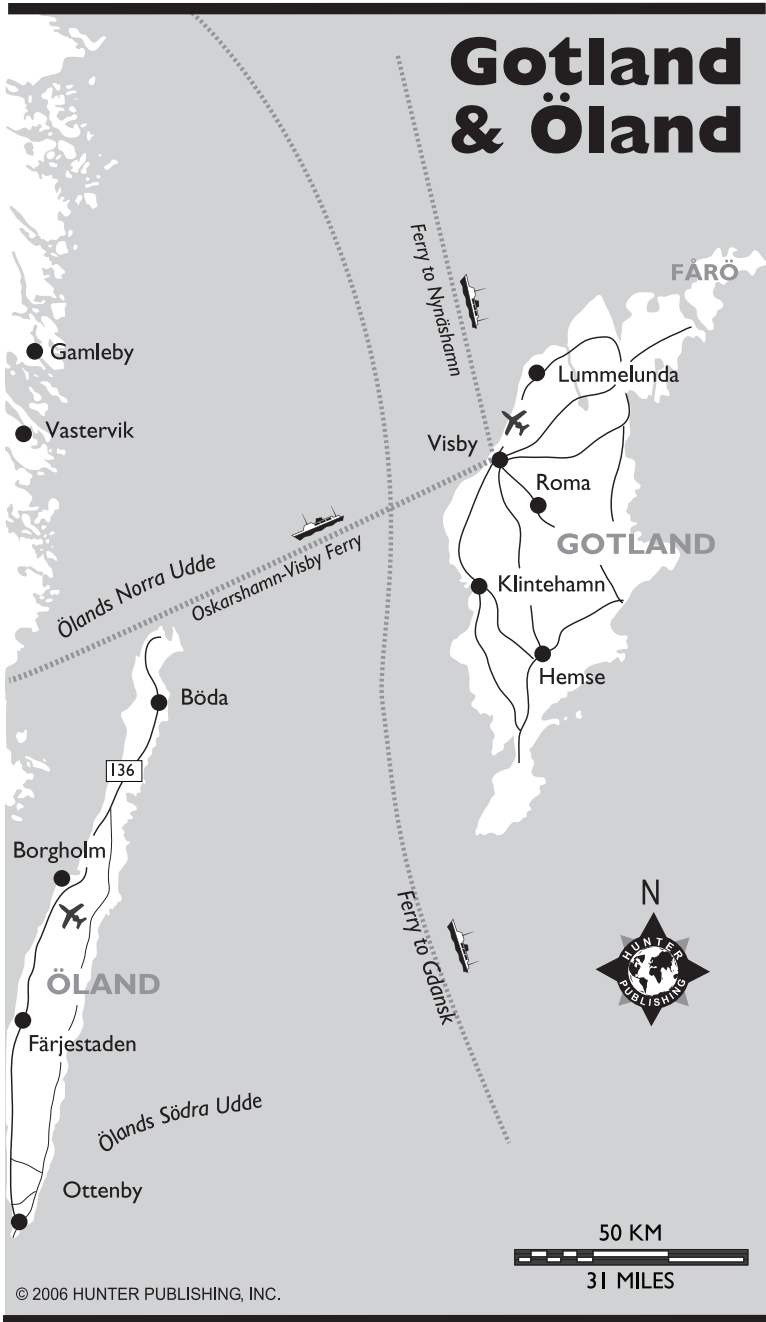 Gotland
& Öland
FÅRÖ
Ferry to Nynäshamn
Gamleby
Lummelunda
Vastervik
Visby
Roma
GOTLAND
Ölands Norra Udde
Oskarshamn-Visby Ferry
Klintehamn
Hemse
Böda
136
Borgholm
N
HUNTER
PUBLISHING
Ferry to Gdansk
ÖLAND
Färjestaden
Ölands Södra Udde
Ottenby
50 KM
31 MILES
© 2006 HUNTER PUBLISHING, INC.